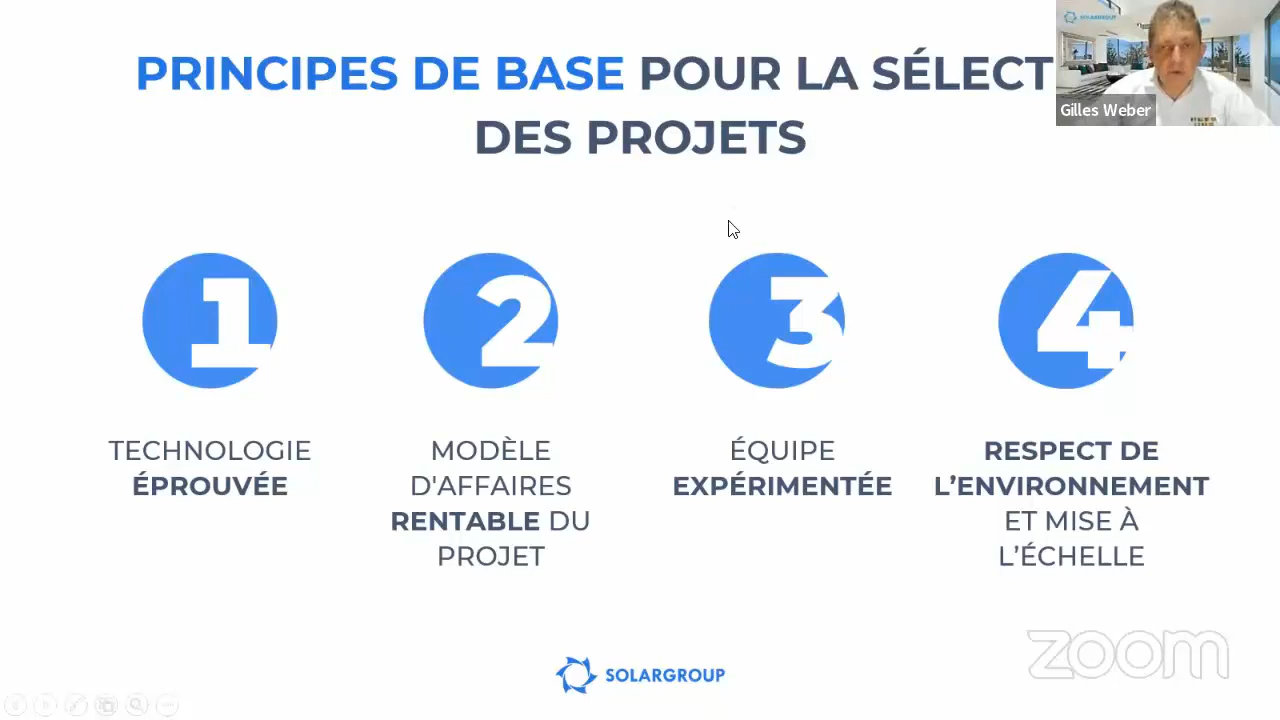 PRINCIPES DE BASE POUR LA SÉLECT
DES PROJETS
SOLARGROUP
Gilles Weber
1
2
3
4
TECHNOLOGIE
ÉPROUVÉE
MODÈLE
D'AFFAIRES
RENTABLE DU
PROJET
ÉQUIPE
EXPÉRIMENTÉE
RESPECT DE
L’ENVIRONNEMENT
ET MISE À
L’ÉCHELLE
SOLARGROUP
zoom